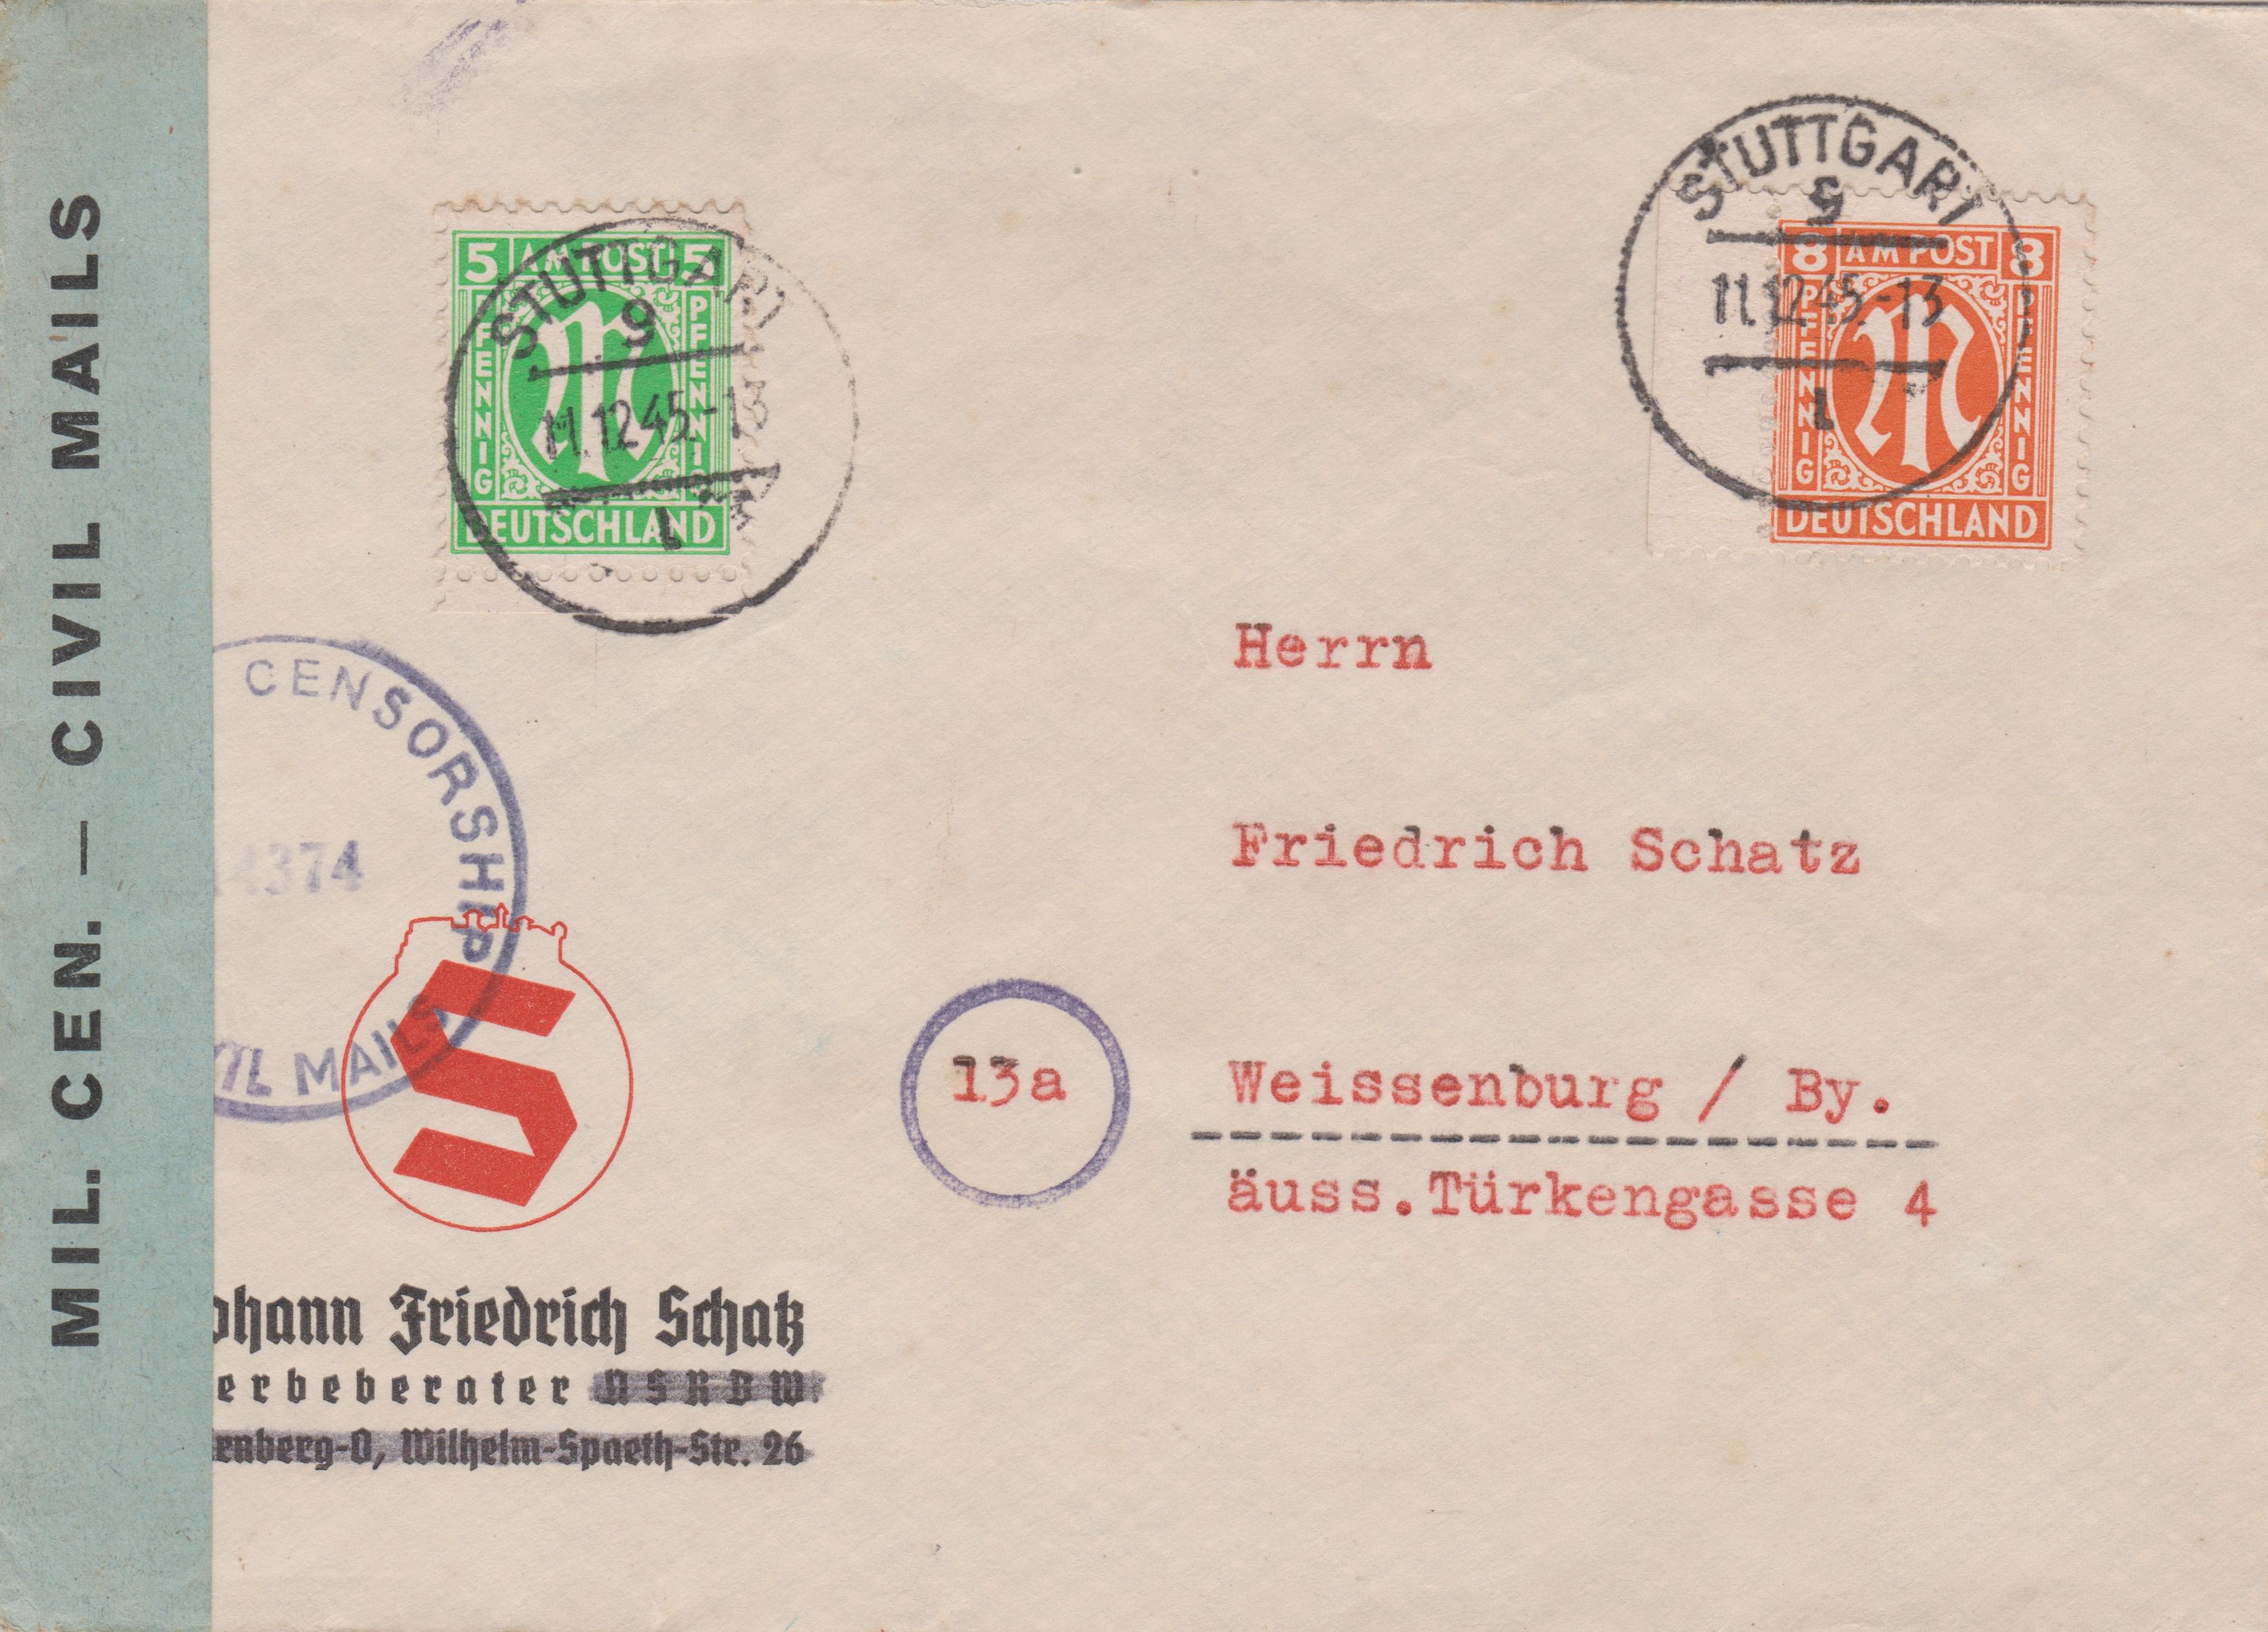 MIL. CEN. — CIVIL MAILS
5 AM POST 5
PFENNIG
PFENNIG
DEUTSCHLAND
STUTTGART
9
11.12.45.-13
8 AM POST 8
PFENNIG
PFENNIG
DEUTSCHLAND
STUTTGART
9
11.12.45.-13
CENSORSHIP
4374
MAILS
S
Herrn
Friedrich Schatz
13a
Weissenburg / By.
äuss.Türkengasse 4
ohann Friedrich Schatz
erbeberater NSRDW
enberg-O, Wilhelm-Spaeth-Str. 26